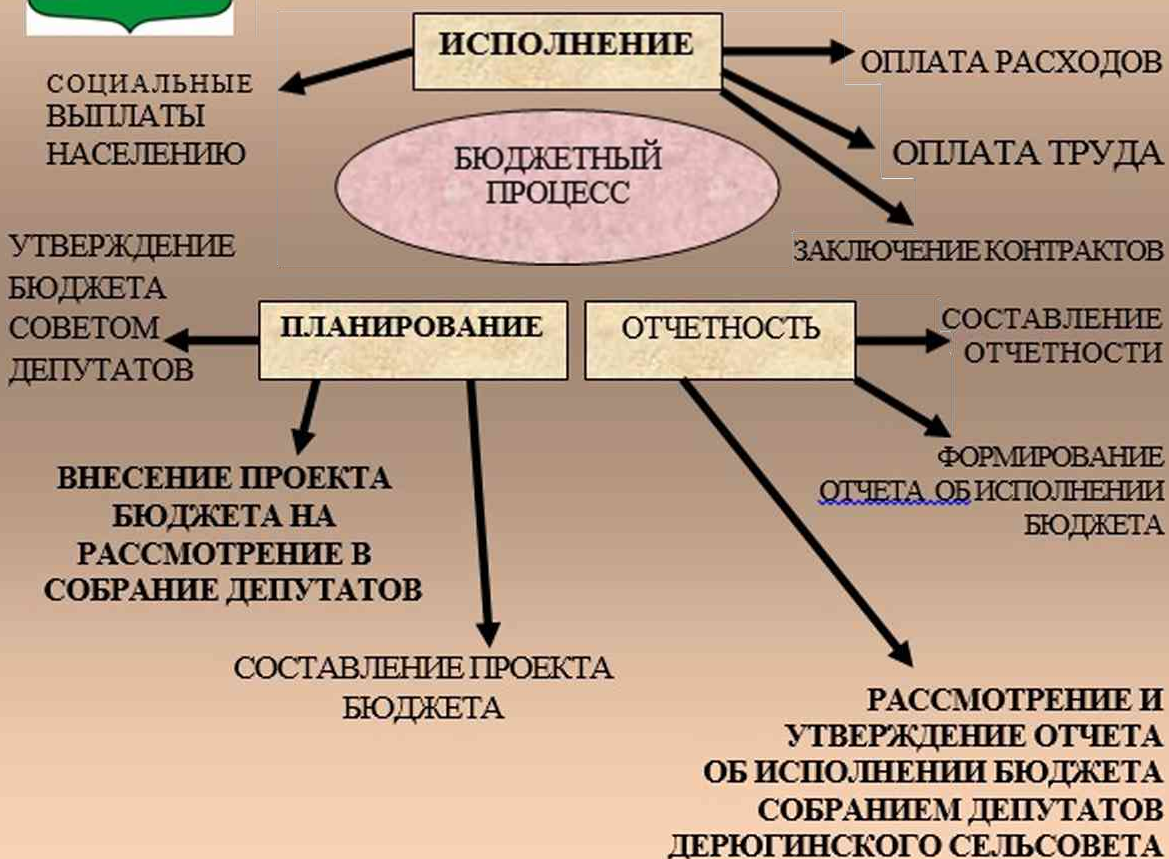 ИСПОЛНЕНИЕ
СОЦИАЛЬНЫЕ
ВЫПЛАТЫ
НАСЕЛЕНИЮ
ОПЛАТА РАСХОДОВ
ОПЛАТА ТРУДА
ЗАКЛЮЧЕНИЕ КОНТРАКТОВ
БЮДЖЕТНЫЙ
ПРОЦЕСС
УТВЕРЖДЕНИЕ
БЮДЖЕТА
СОВЕТОМ
ДЕПУТАТОВ
ПЛАНИРОВАНИЕ
ОТЧЕТНОСТЬ
СОСТАВЛЕНИЕ
ОТЧЕТНОСТИ
ФОРМИРОВАНИЕ
ОТЧЕТА ОБ ИСПОЛНЕНИИ
БЮДЖЕТА
ВНЕСЕНИЕ ПРОЕКТА
БЮДЖЕТА НА
РАССМОТРЕНИЕ В
СОБРАНИЕ ДЕПУТАТОВ
СОСТАВЛЕНИЕ ПРОЕКТА
БЮДЖЕТА
РАССМОТРЕНИЕ И
УТВЕРЖДЕНИЕ ОТЧЕТА
ОБ ИСПОЛНЕНИИ БЮДЖЕТА
СОБРАНИЕМ ДЕПУТАТОВ
ДЕРЮГИНСКОГО СЕЛЬСОВЕТА